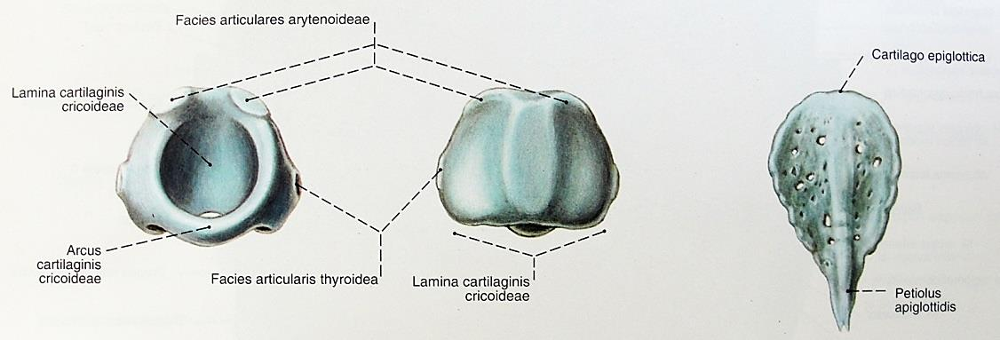 Facies articulares arytenoideae
Lamina cartilaginis
cricoideae
Arcus
cartilaginis
cricoideae
Facies articularis thyroidea
Lamina cartilaginis
cricoideae
Cartilago epiglottica
Petiolus
apiglottidis